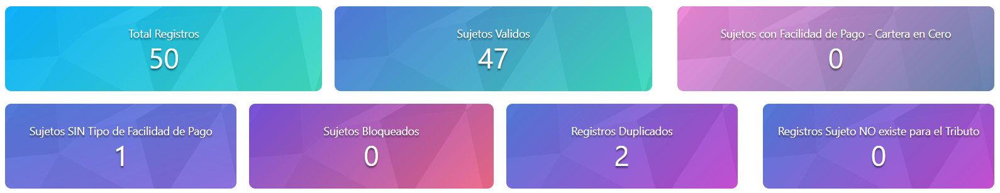 Total Registros
50
Sujetos Validos
47
Sujetos con Facilidad de Pago - Cartera en Cero
0
Sujetos SIN Tipo de Facilidad de Pago
1
Sujetos Bloqueados
0
Registros Duplicados
2
Registros Sujeto NO existe para el Tributo
0